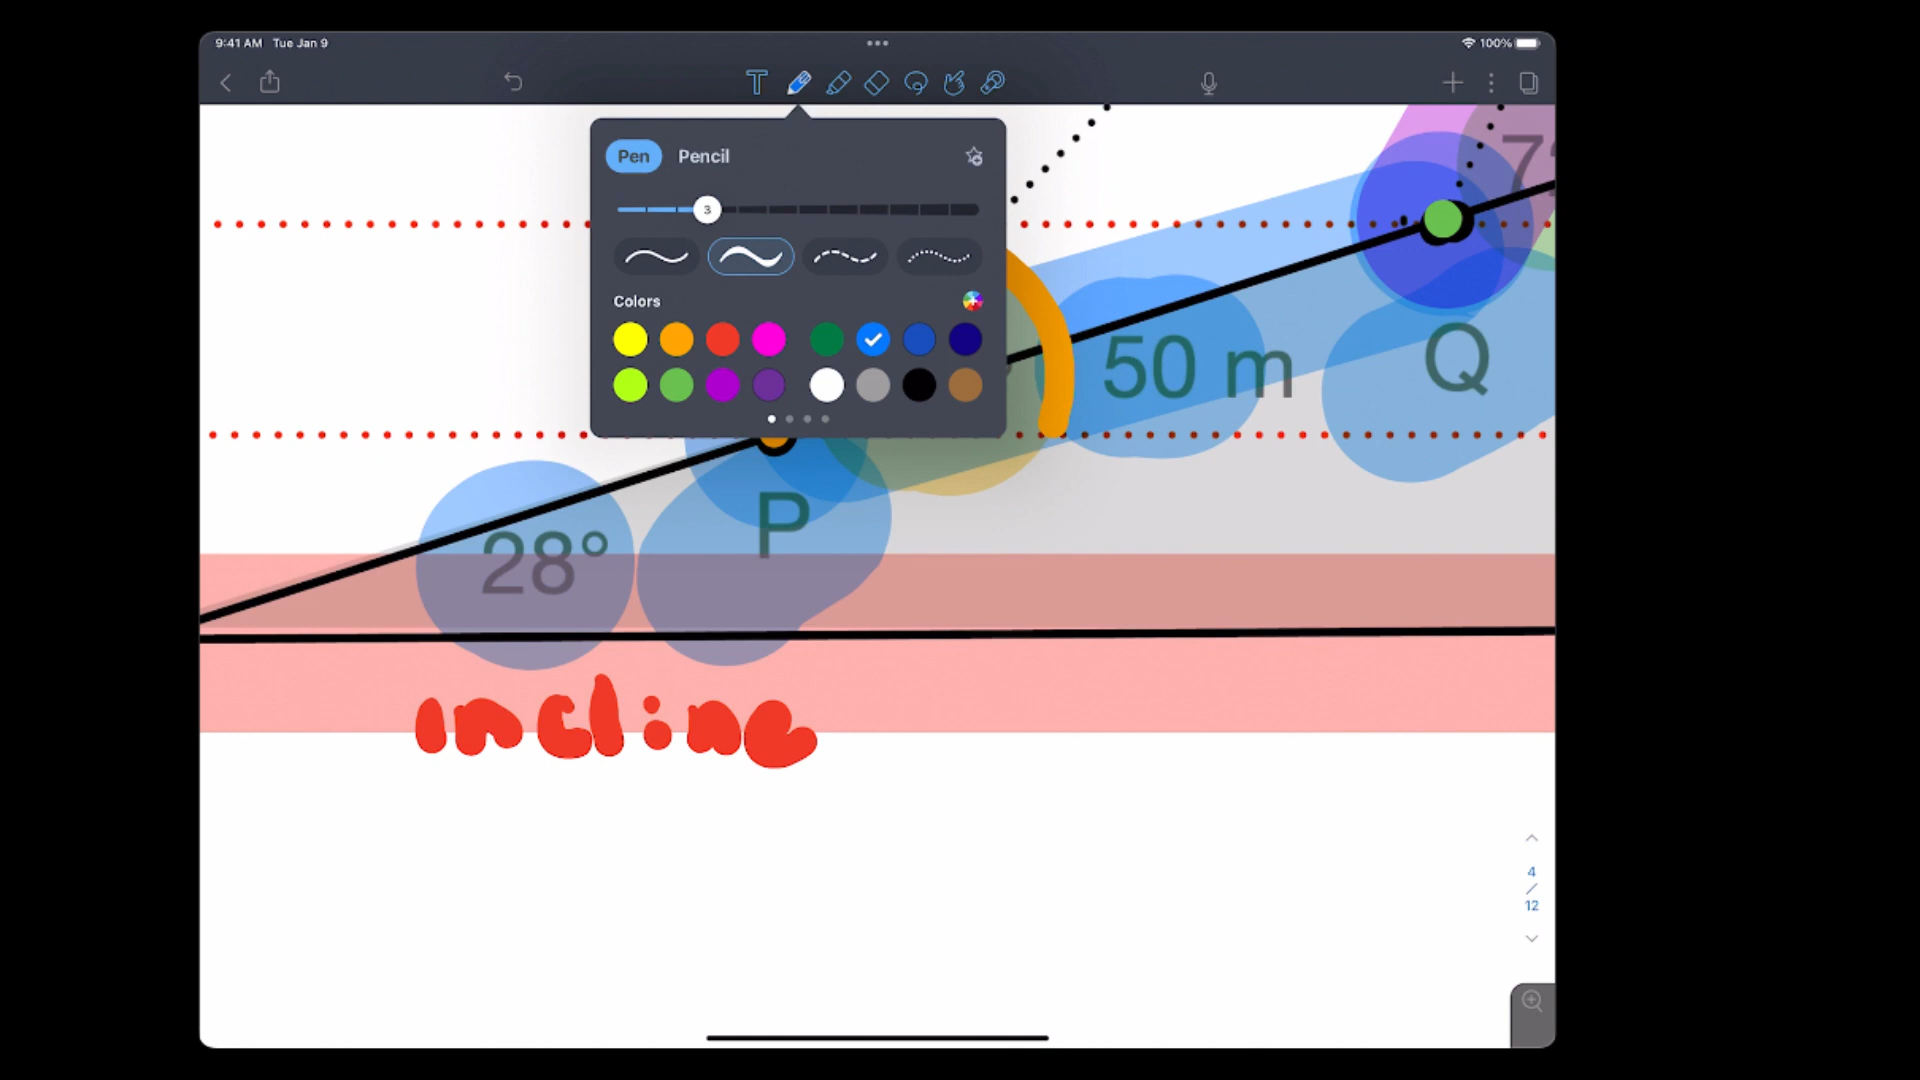 9:41 AM Tue Jan 9
100%
T
Pen Pencil
3
Colors
50 m
Q
P
28°
incline
4
/
12